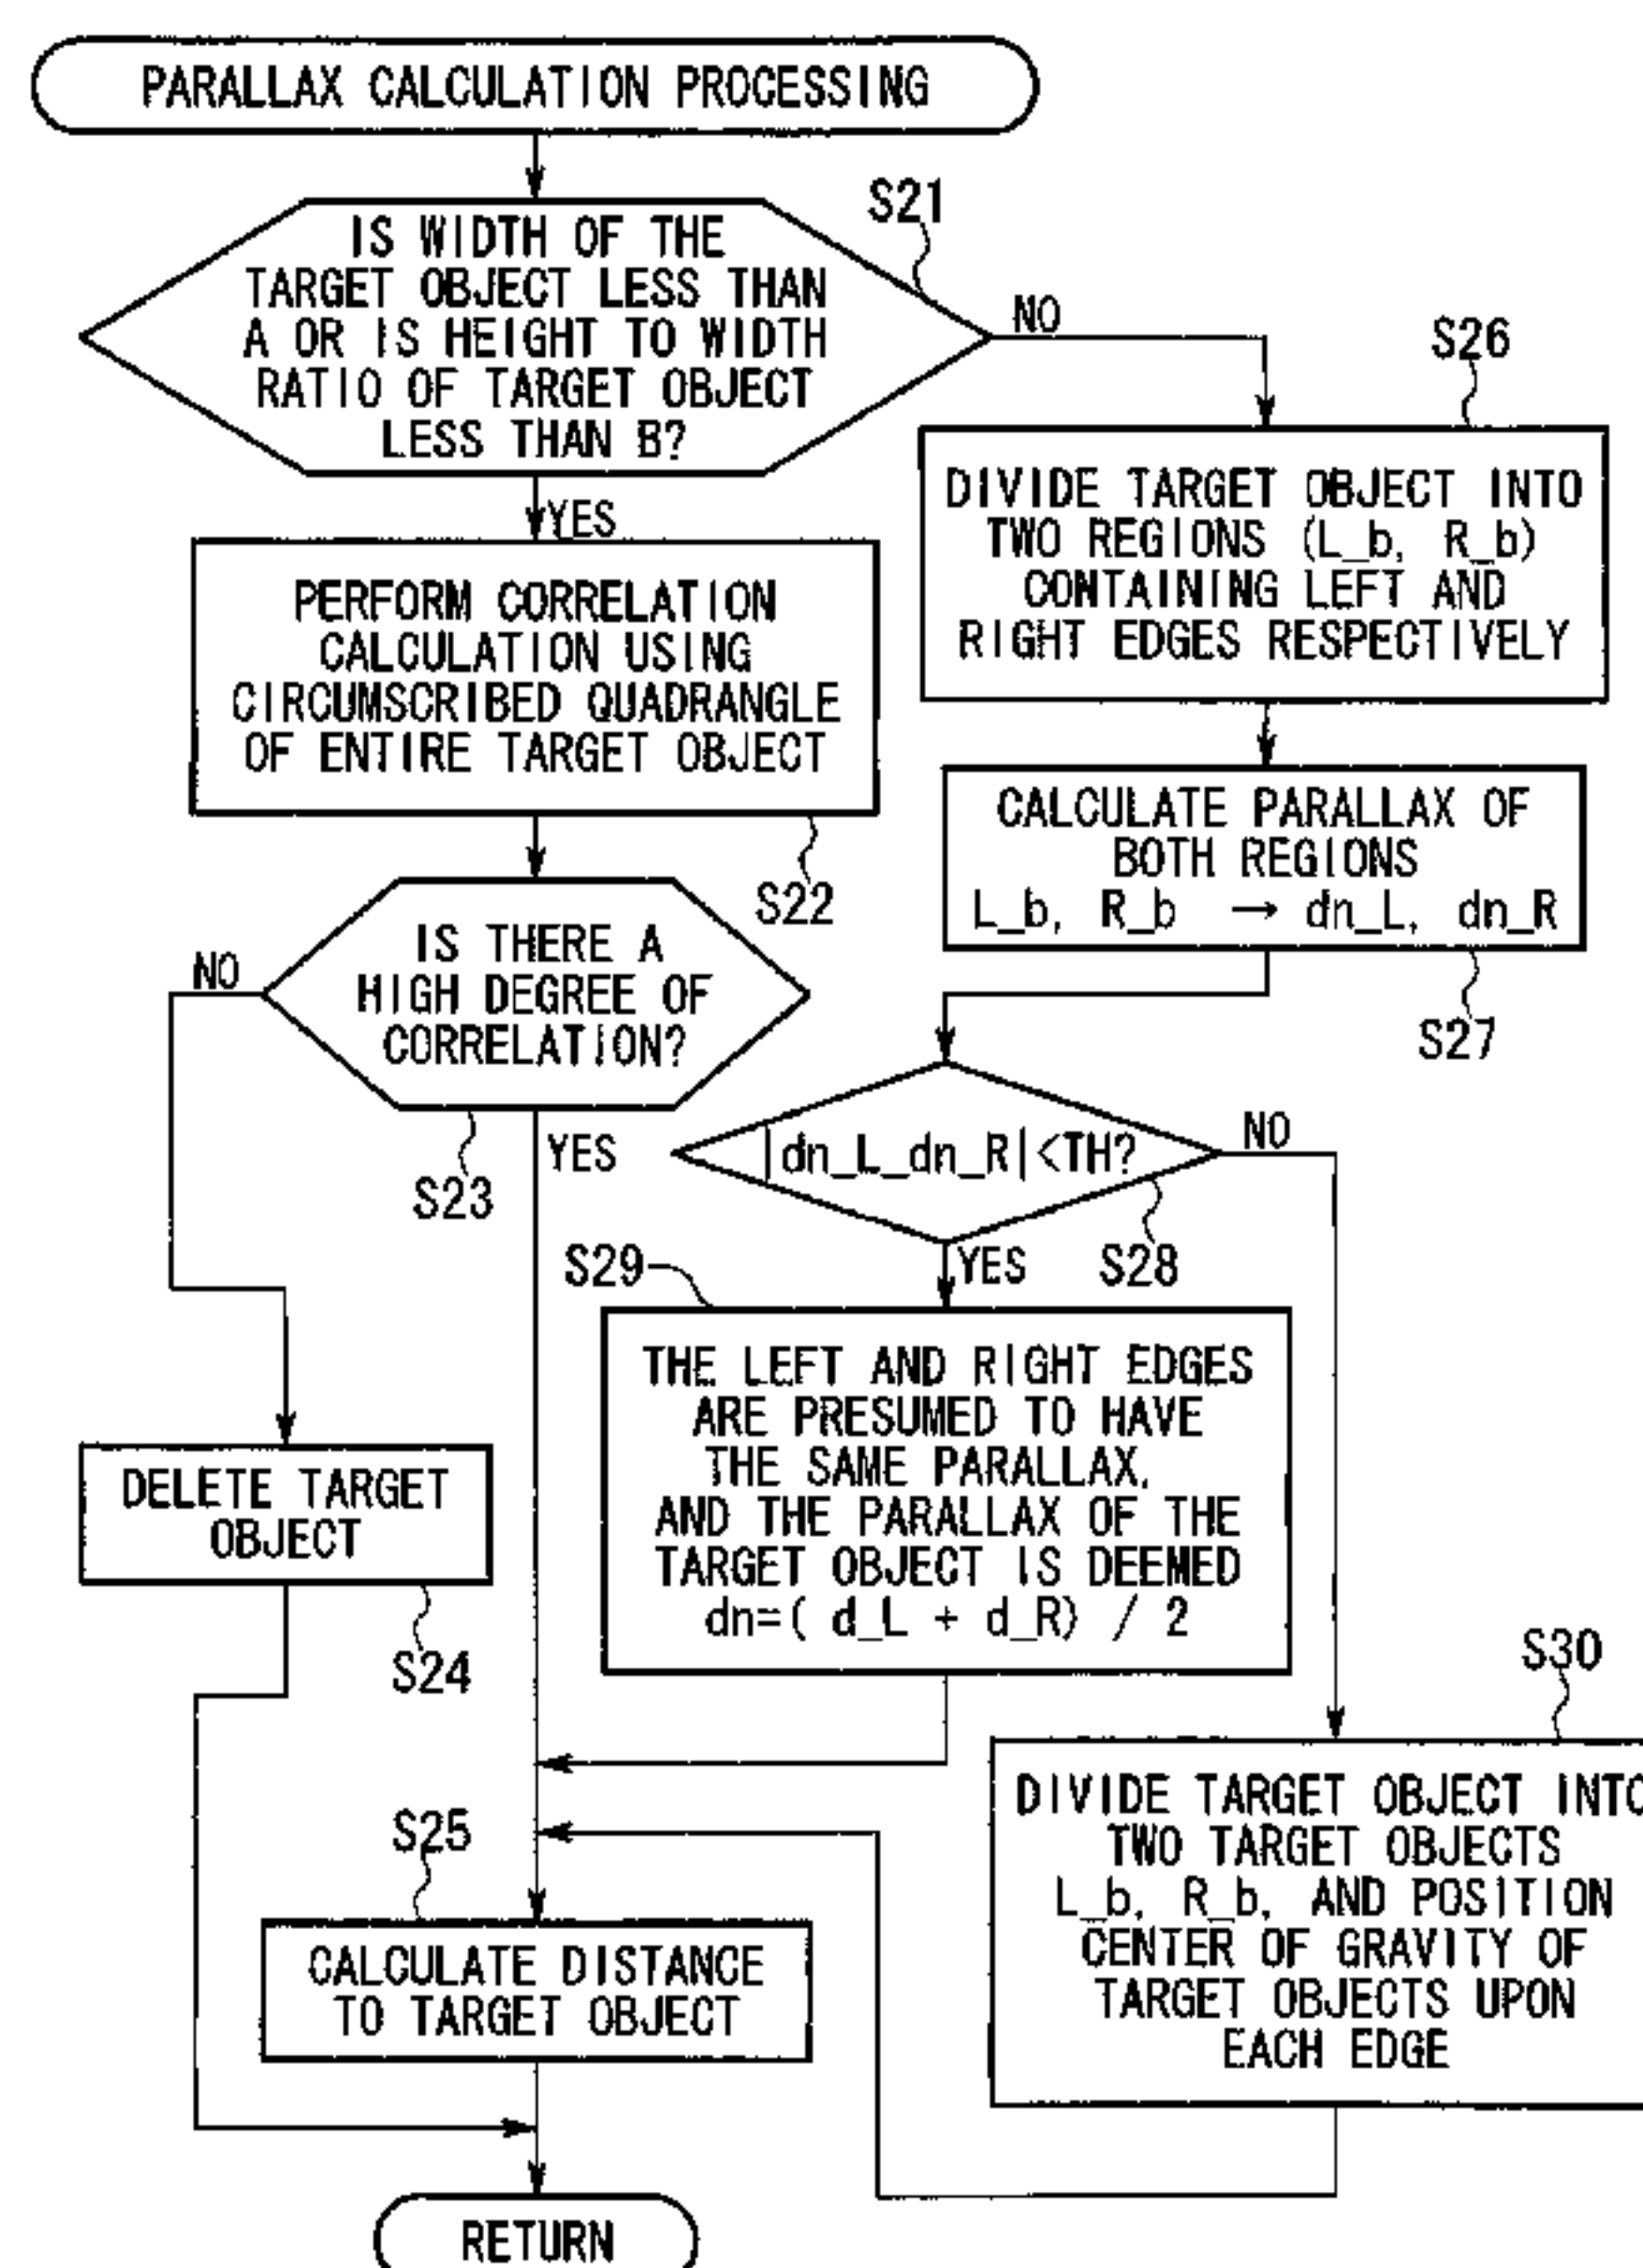 PARALLAX CALCULATION PROCESSING
S21
IS WIDTH OF THE
TARGET OBJECT LESS THAN
A OR IS HEIGHT TO WIDTH
RATIO OF TARGET OBJECT
LESS THAN B?
NO
YES
S26
DIVIDE TARGET OBJECT INTO
TWO REGIONS (L_b, R_b)
CONTAINING LEFT AND
RIGHT EDGES RESPECTIVELY
PERFORM CORRELATION
CALCULATION USING
CIRCUMSCRIBED QUADRANGLE
OF ENTIRE TARGET OBJECT
S22
CALCULATE PARALLAX OF
BOTH REGIONS
L_b, R_b → dn_L, dn_R
S27
IS THERE A
HIGH DEGREE OF
CORRELATION?
NO
YES
S23
|dn_L_dn_R|<TH?
NO
YES
S28
S29
THE LEFT AND RIGHT EDGES
ARE PRESUMED TO HAVE
THE SAME PARALLAX,
AND THE PARALLAX OF THE
TARGET OBJECT IS DEEMED
dn=( d_L + d_R) / 2
DELETE TARGET
OBJECT
S24
S30
DIVIDE TARGET OBJECT INTO
TWO TARGET OBJECTS
L_b, R_b, AND POSITION
CENTER OF GRAVITY OF
TARGET OBJECTS UPON
EACH EDGE
S25
CALCULATE DISTANCE
TO TARGET OBJECT
RETURN